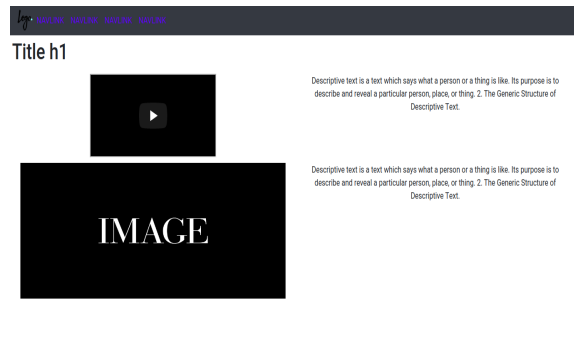 Logo
Title h1
Descriptive text is a text which says what a person or a thing is like. Its purpose is to
describe and reveal a particular person, place, or thing. 2. The Generic Structure of
Descriptive Text.
IMAGE
Descriptive text is a text which says what a person or a thing is like. Its purpose is to
describe and reveal a particular person, place, or thing. 2. The Generic Structure of
Descriptive Text.